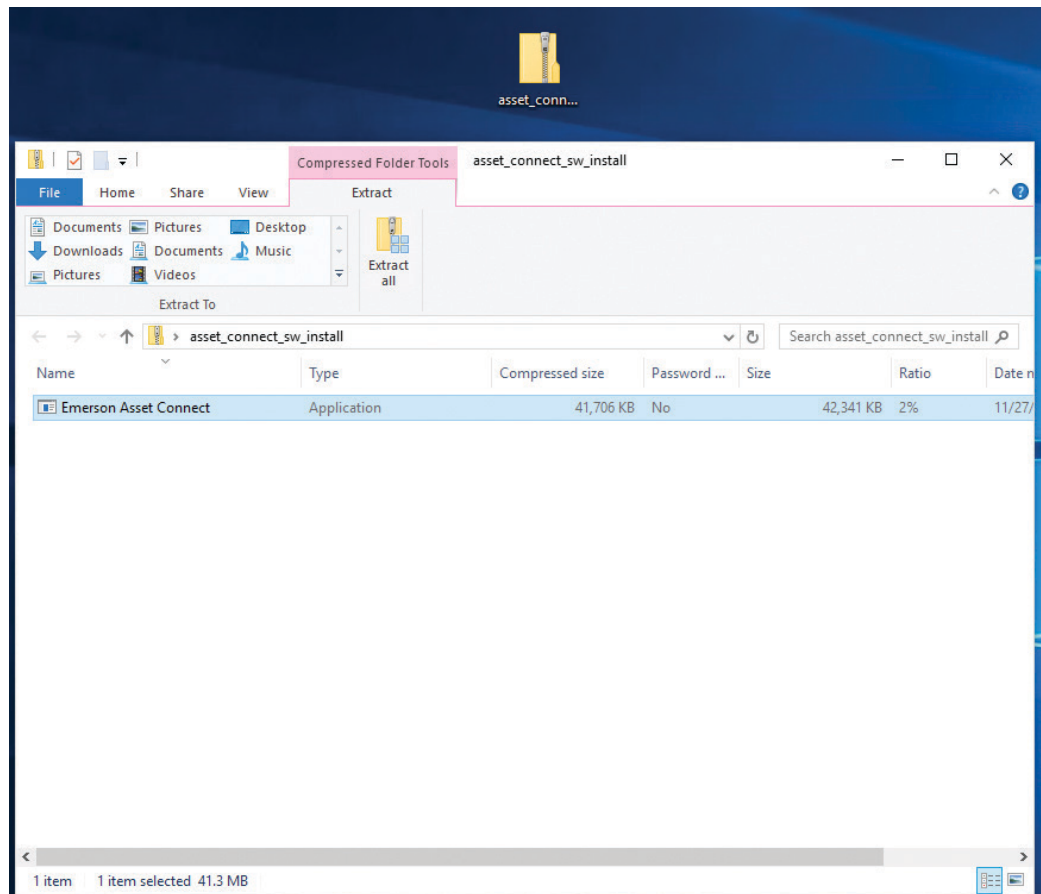 asset_conn...
Compressed Folder Tools asset_connect_sw_install
File Home Share View Extract
Documents Pictures Desktop
Downloads Documents Music
Pictures Videos
Extract all
Extract To
asset_connect_sw_install Search asset_connect_sw_install
Name Type Compressed size Password ... Size Ratio Date n
Emerson Asset Connect Application 41,706 KB No 42,341 KB 2% 11/27/
1 item 1 item selected 41.3 MB